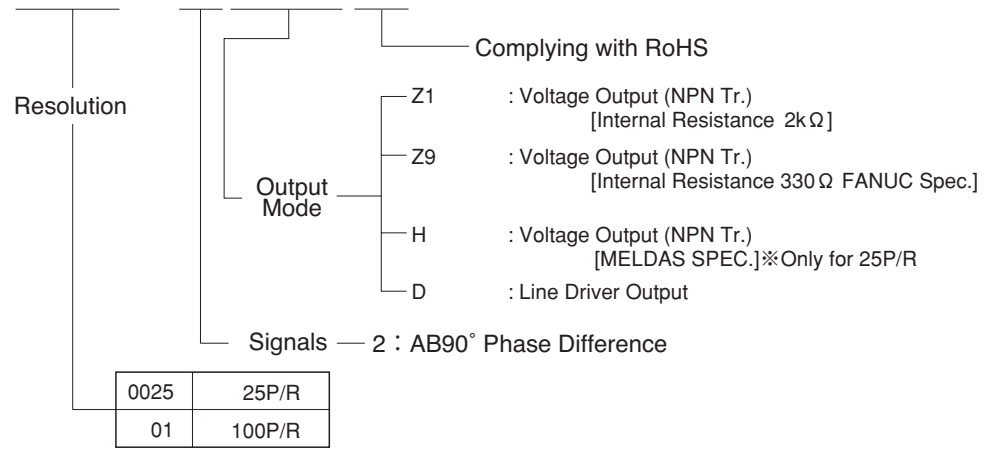 Complying with RoHS
Resolution
Z1 : Voltage Output (NPN Tr.)
[Internal Resistance 2kΩ]
Z9 : Voltage Output (NPN Tr.)
[Internal Resistance 330Ω FANUC Spec.]
Output
Mode
H : Voltage Output (NPN Tr.)
[MELDAS SPEC.]※Only for 25P/R
D : Line Driver Output
Signals 2：AB90° Phase Difference
0025 25P/R
01 100P/R